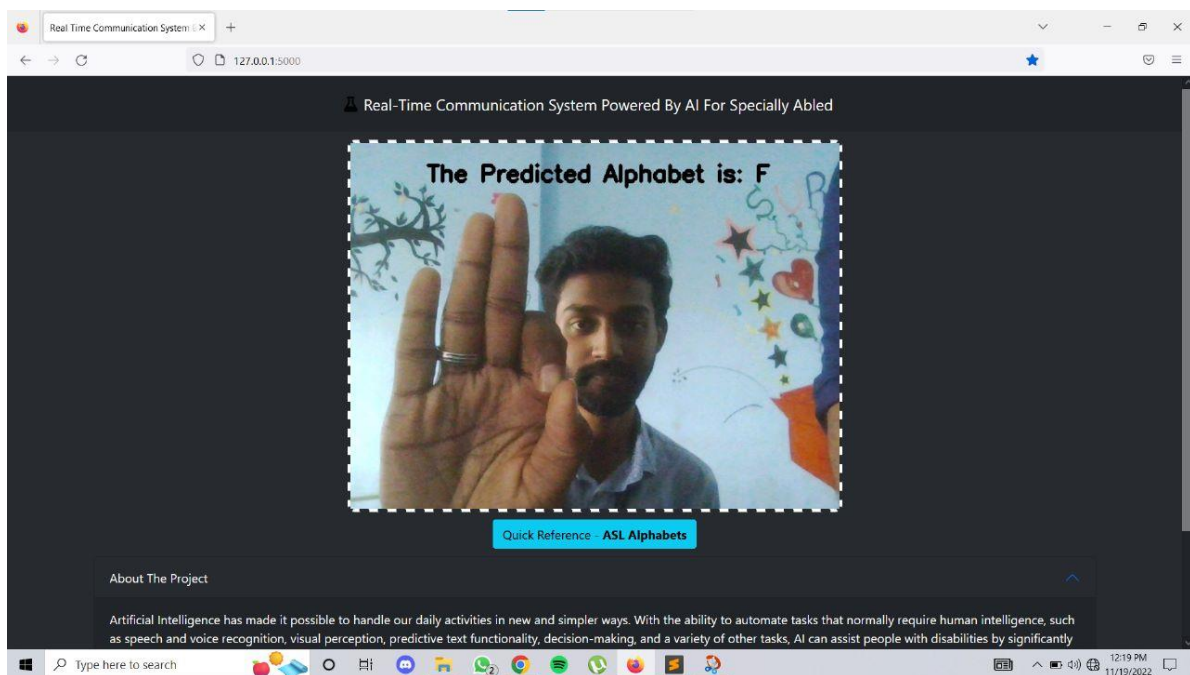 Real Time Communication System
127.0.0.1:5000
Real-Time Communication System Powered By AI For Specially Abled
The Predicted Alphabet is: F
SUR
Quick Reference - ASL Alphabets
About The Project
Artificial Intelligence has made it possible to handle our daily activities in new and simpler ways. With the ability to automate tasks that normally require human intelligence, such
as speech and voice recognition, visual perception, predictive text functionality, decision-making, and a variety of other tasks, AI can assist people with disabilities by significantly
Type here to search
2
12:19 PM
11/19/2022